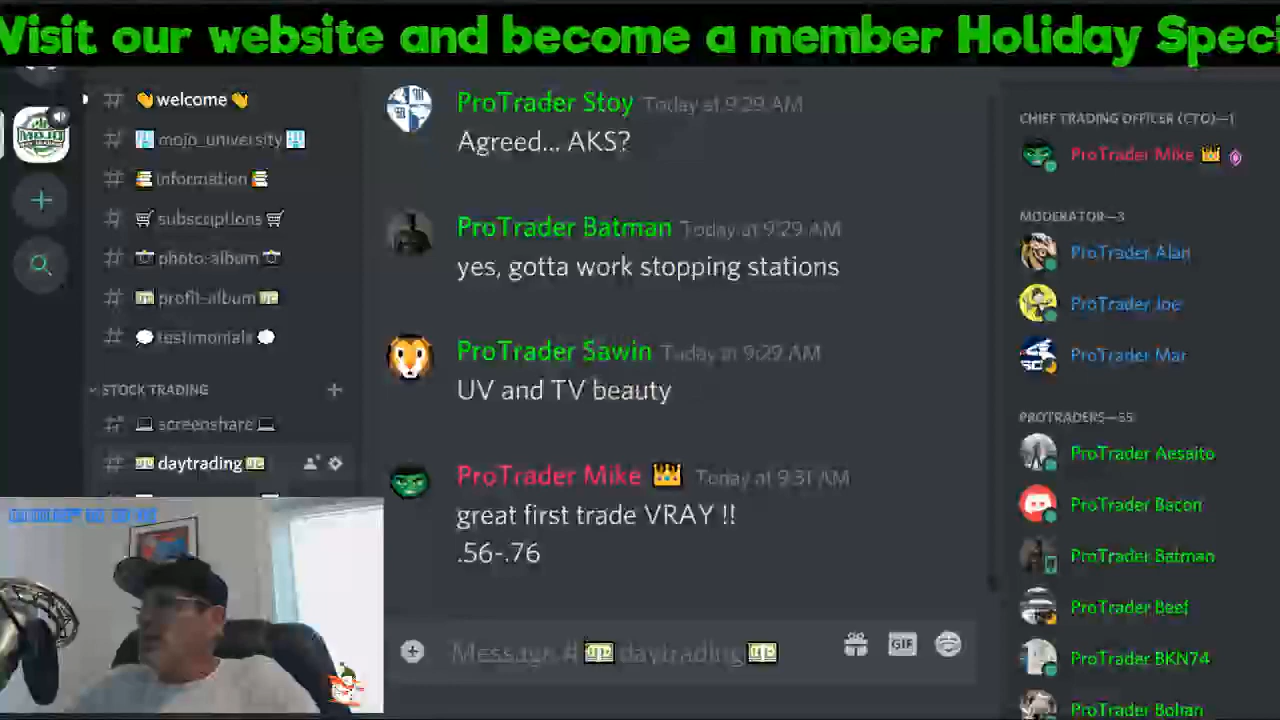 Visit our website and become a member Holiday Speci
# 👋welcome 👋
# mojo_university
# information
# subscriptions
# photo-album
# profit-album
# testimonials
STOCK TRADING
# screenshare
# daytrading
ProTrader Stoy Today at 9:29 AM
Agreed... AKS?
ProTrader Batman Today at 9:29 AM
yes, gotta work stopping stations
ProTrader Sawin Today at 9:29 AM
UV and TV beauty
ProTrader Mike Today at 9:31 AM
great first trade VRAY !!
.56-.76
Message # daytrading
GIF
CHIEF TRADING OFFICER (CTO)—1
ProTrader Mike
MODERATOR—3
ProTrader Alan
ProTrader Joe
ProTrader Mar
PROTRADERS—55
ProTrader Aesaito
ProTrader Bacon
ProTrader Batman
ProTrader Beef
ProTrader BKN74
ProTrader Bohan
MOJO